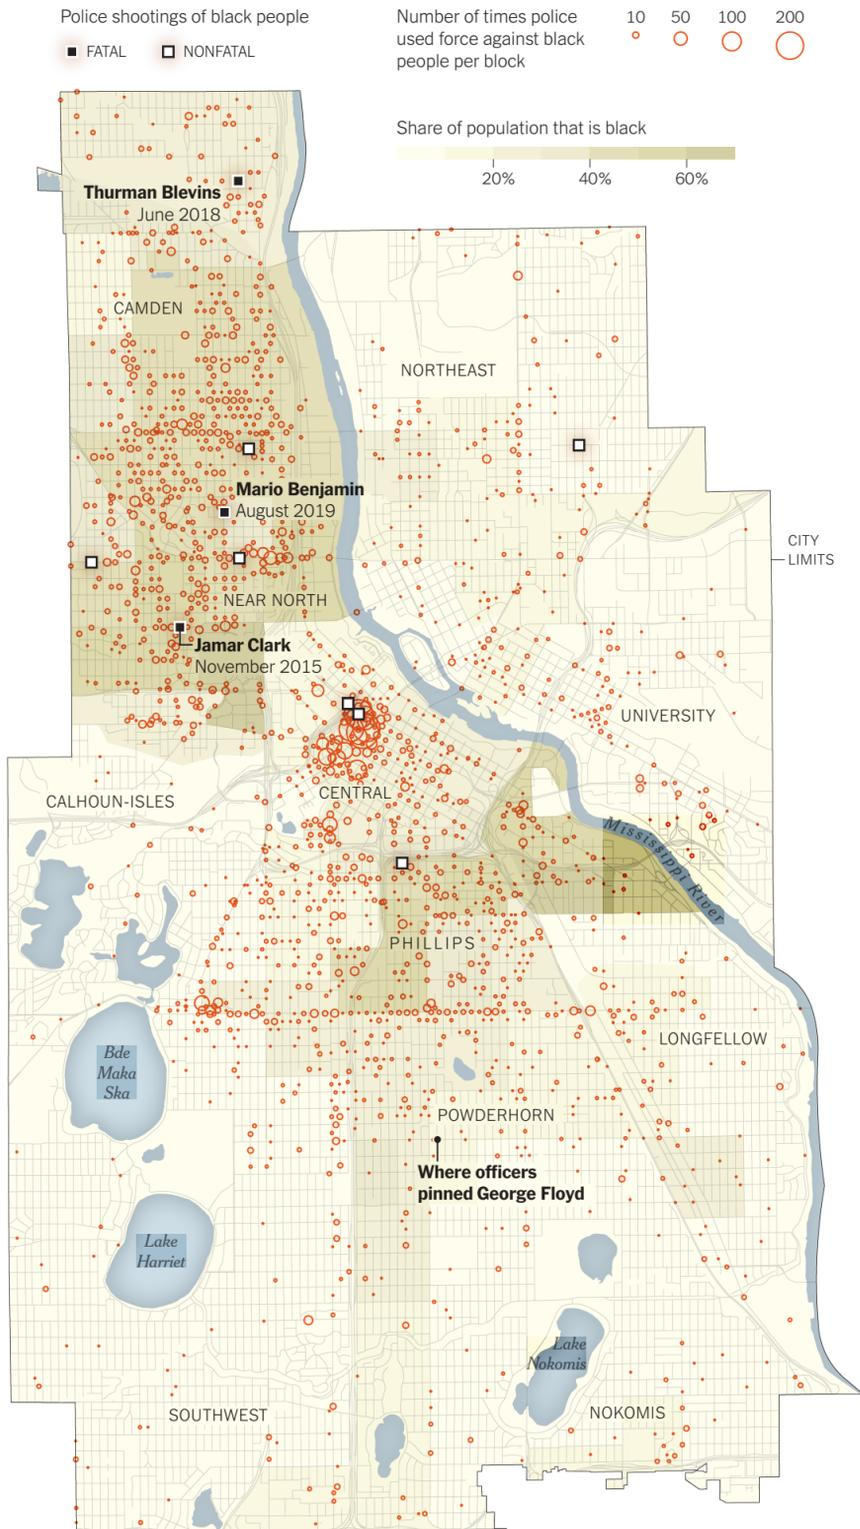 Police shootings of black people
FATAL
NONFATAL
Number of times police
used force against black
people per block
10
50
100
200
Share of population that is black
20%
40%
60%
Thurman Blevins
June 2018
CAMDEN
NORTHEAST
Mario Benjamin
August 2019
CITY
LIMITS
NEAR NORTH
Jamar Clark
November 2015
UNIVERSITY
CENTRAL
CALHOUN-ISLES
Mississippi River
PHILLIPS
LONGFELLOW
Bde
Maka
Ska
POWDERHORN
Where officers
pinned George Floyd
Lake
Harriet
Lake
Nokomis
SOUTHWEST
NOKOMIS